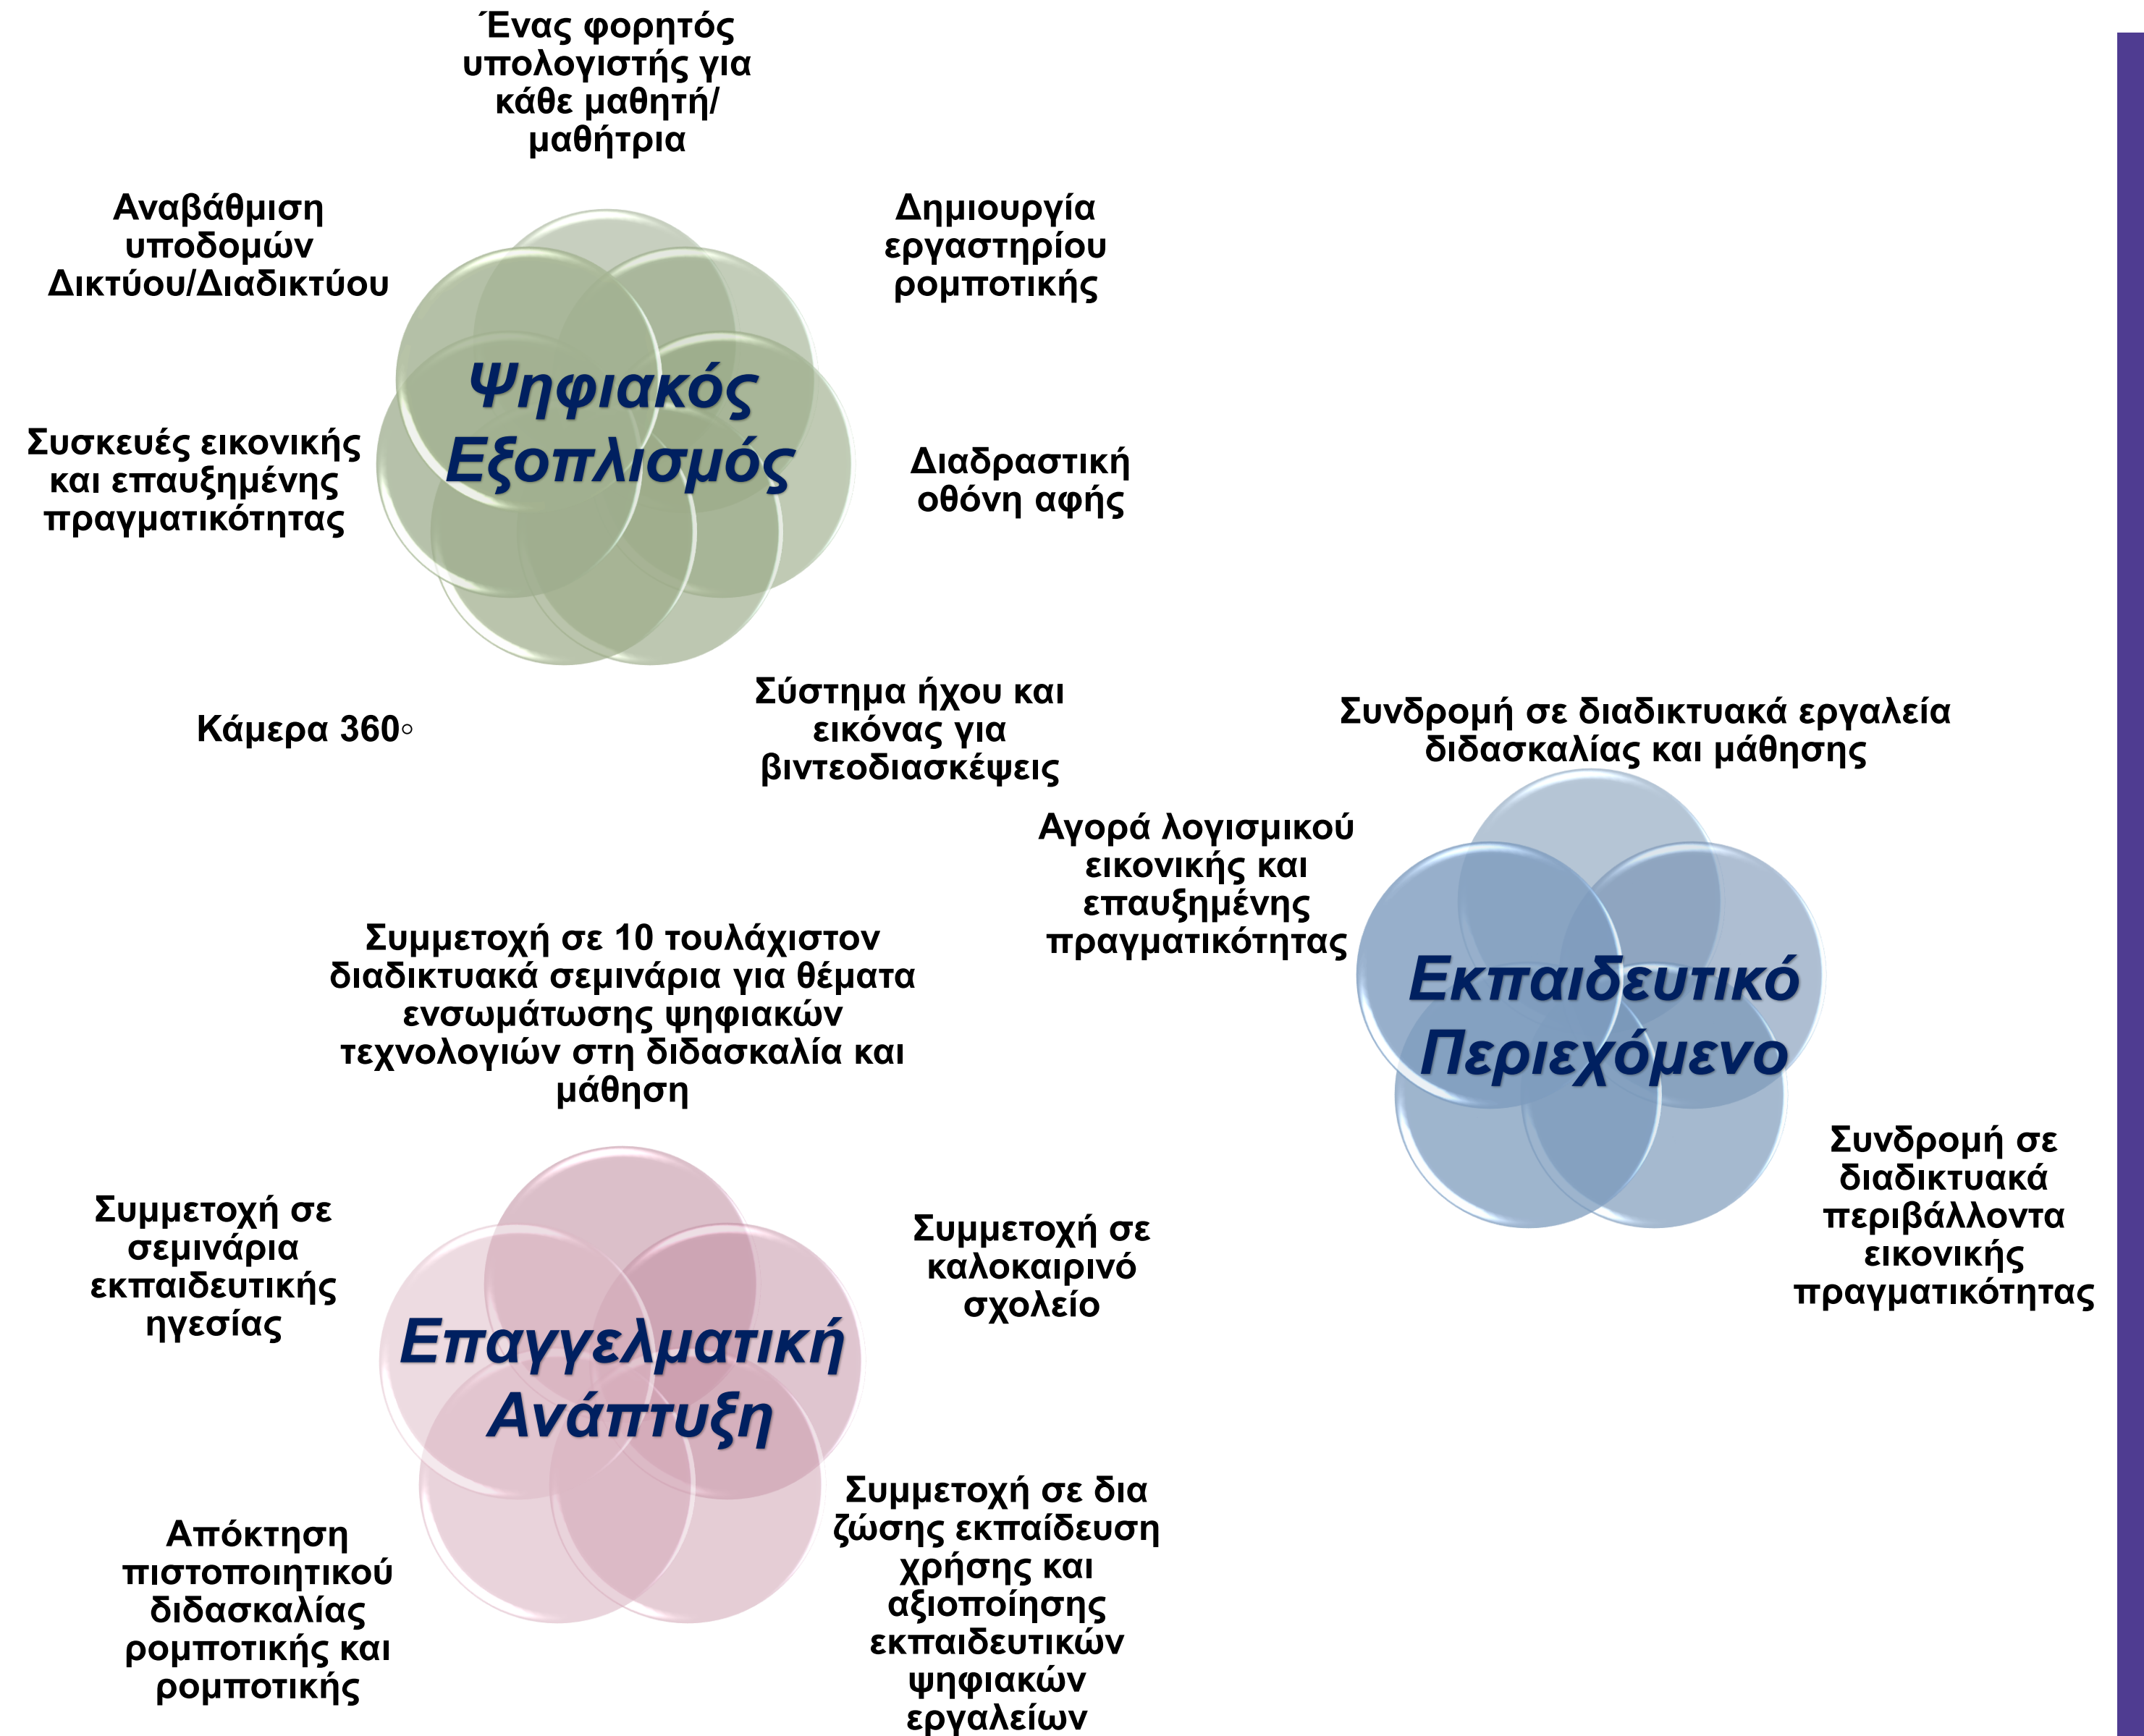 Ένας φορητός
υπολογιστής για
κάθε μαθητή/
μαθήτρια
Αναβάθμιση
υποδομών
Δικτύου/Διαδικτύου
Δημιουργία
εργαστηρίου
ρομποτικής
Ψηφιακός
Εξοπλισμός
Συσκευές εικονικής
και επαυξημένης
πραγματικότητας
Διαδραστική
οθόνη αφής
Κάμερα 360◦
Σύστημα ήχου και
εικόνας για
βιντεοδιασκέψεις
Συνδρομή σε διαδικτυακά εργαλεία
διδασκαλίας και μάθησης
Αγορά λογισμικού
εικονικής και
επαυξημένης
πραγματικότητας
Εκπαιδευτικό
Περιεχόμενο
Συνδρομή σε
διαδικτυακά
περιβάλλοντα
εικονικής
πραγματικότητας
Συμμετοχή σε 10 τουλάχιστον
διαδικτυακά σεμινάρια για θέματα
ενσωμάτωσης ψηφιακών
τεχνολογιών στη διδασκαλία και
μάθηση
Συμμετοχή σε
σεμινάρια
εκπαιδευτικής
ηγεσίας
Συμμετοχή σε
καλοκαιρινό
σχολείο
Επαγγελματική
Ανάπτυξη
Απόκτηση
πιστοποιητικού
διδασκαλίας
ρομποτικής και
ρομποτικής
Συμμετοχή σε δια
ζώσης εκπαίδευση
χρήσης και
αξιοποίησης
εκπαιδευτικών
ψηφιακών
εργαλείων